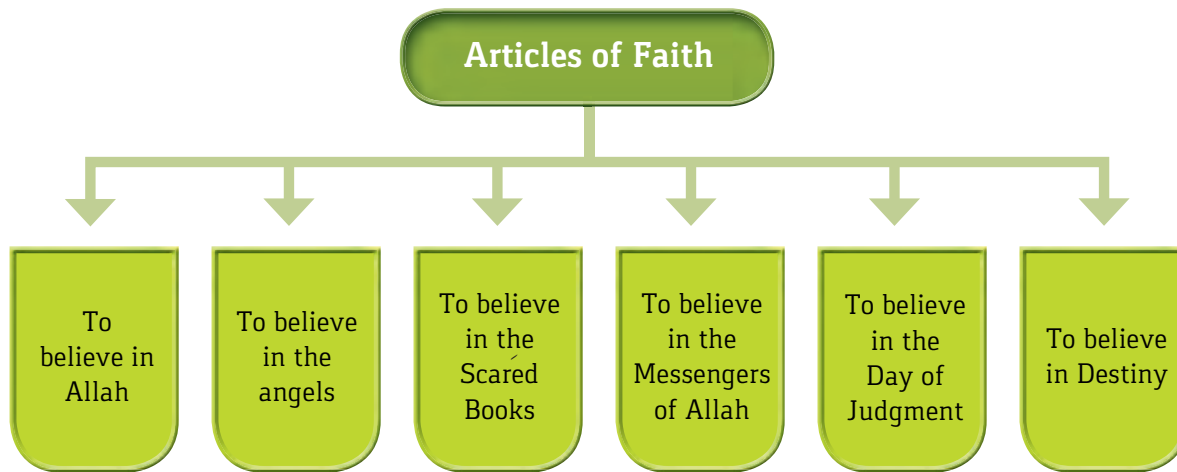 Articles of Faith
To
believe in
Allah
To believe
in the
angels
To believe
in the
Scared
Books
To believe
in the
Messengers
of Allah
To believe
in the
Day of
Judgment
To believe
in Destiny